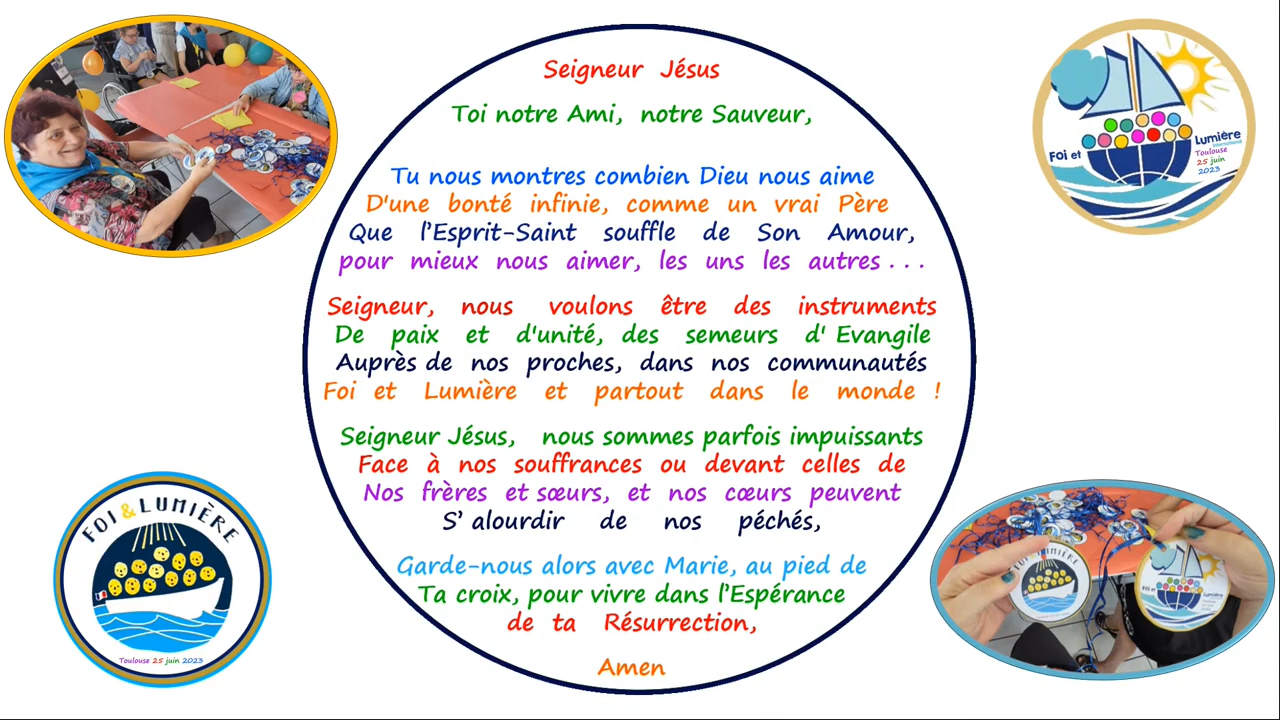 Seigneur Jésus
Toi notre Ami, notre Sauveur,
Tu nous montres combien Dieu nous aime
D'une bonté infinie, comme un vrai Père
Que l'Esprit-Saint souffle de Son Amour,
pour mieux nous aimer, les uns les autres . . .
Seigneur, nous voulons être des instruments
De paix et d'unité, des semeurs d' Evangile
Auprès de nos proches, dans nos communautés
Foi et Lumière et partout dans le monde !
Seigneur Jésus, nous sommes parfois impuissants
Face à nos souffrances ou devant celles de
Nos frères et sœurs, et nos cœurs peuvent
S' alourdir de nos péchés,
Garde-nous alors avec Marie, au pied de
Ta croix, pour vivre dans l'Espérance
de ta Résurrection,
Amen
Foi et Lumière
International
Toulouse
25 juin
2023
FOI & LUMIÈRE
Toulouse 25 juin 2023
FOI & LUMIÈRE
Foi et Lumière